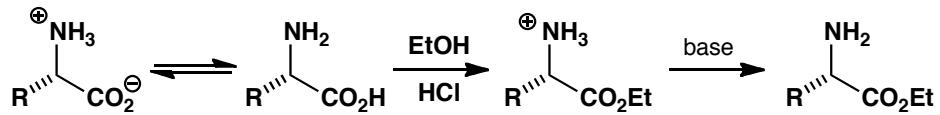 ⊕NH₃ R CO₂⊖
NH₂ R CO₂H
EtOH
HCl
⊕NH₃ R CO₂Et
base
NH₂ R CO₂Et